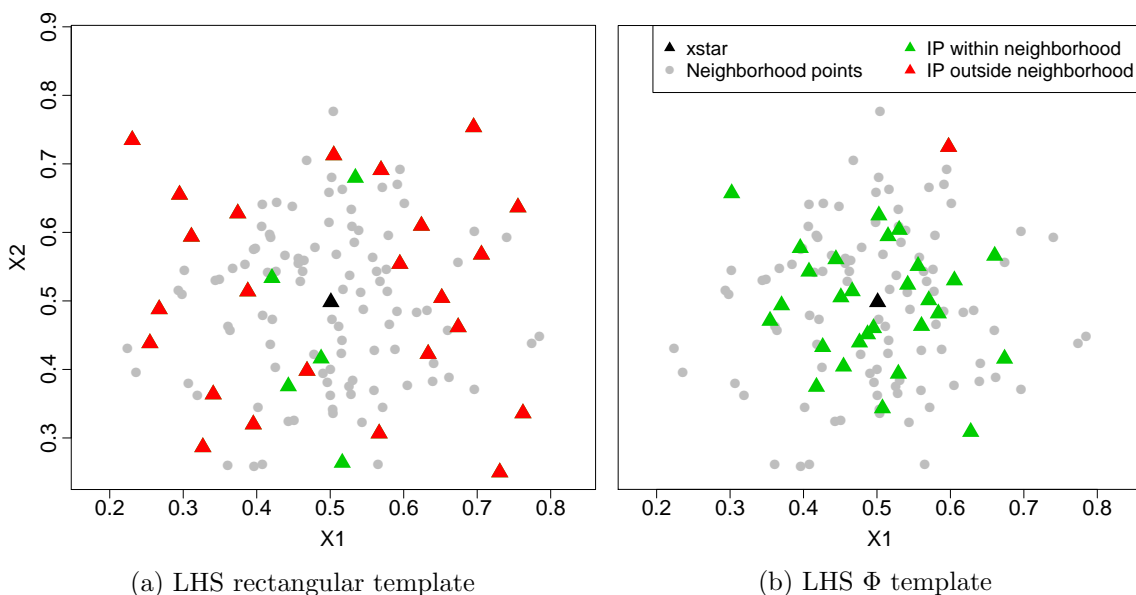 0.9
0.8
0.7
0.6
0.5
0.4
0.3
X2
0.2 0.3 0.4 0.5 0.6 0.7 0.8
X1
(a) LHS rectangular template
xstar
Neighborhood points
IP within neighborhood
IP outside neighborhood
0.2 0.3 0.4 0.5 0.6 0.7 0.8
X1
(b) LHS Φ template